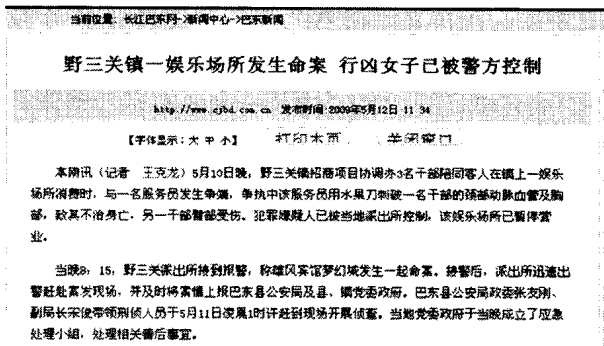 当前位置：长江巴东网->新闻中心->巴东新闻
野三关镇一娱乐场所发生命案 行凶女子已被警方控制
http://www.cjbd.com.cn 发布时间:2009年5月12日 11:34
【字体显示：大 中 小】 打印本页 关闭窗口
本网讯（记者 王克龙）5月10日晚，野三关镇招商项目协调办3名干部陪同客人在镇上一娱乐
场所消费时，与一名服务员发生争端，争执中该服务员用水果刀刺破一名干部的颈部动脉血管及胸
部，致其不治身亡，另一干部臂部受伤。犯罪嫌疑人已被当地派出所控制，该娱乐场所已暂停营
业。
当晚8：15，野三关派出所接到报警，称雄风宾馆梦幻城发生一起命案。接警后，派出所迅速出
警赶赴案发现场，并及时将案情上报巴东县公安局及县、镇党委政府。巴东县公安局政委张友刚、
副局长宋俊带领刑侦人员于5月11日凌晨1时许赶到现场开展侦查。当地党委政府于当晚成立了应急
处理小组，处理相关善后事宜。